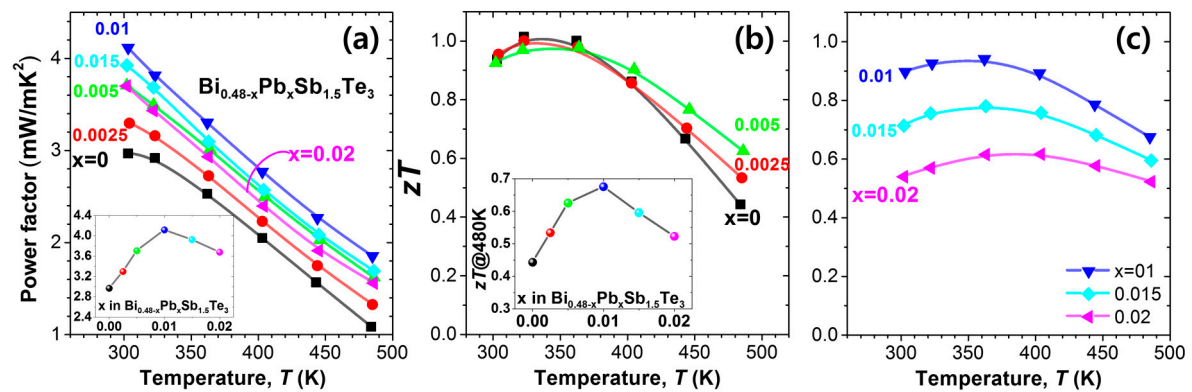 (a)
0.01
0.015
0.005
0.0025
x=0
Bi0.48-xPbxSb1.5Te3
x=0.02
Power factor (mW/mK²)
4
3
2
1
4.4
4.0
3.6
3.2
2.8
2.4
x in Bi0.48-xPbxSb1.5Te3
0.00 0.01 0.02
300 350 400 450 500
Temperature, T (K)
(b)
zT
1.0
0.8
0.6
0.4
0.2
0.0
0.005
0.0025
x=0
zT@480K
0.8
0.7
0.6
0.5
0.4
0.3
x in Bi0.48-xPbxSb1.5Te3
0.00 0.01 0.02
300 350 400 450 500
Temperature, T (K)
(c)
1.0
0.8
0.6
0.4
0.2
0.0
0.01
0.015
x=0.02
x=01
0.015
0.02
300 350 400 450 500
Temperature, T (K)